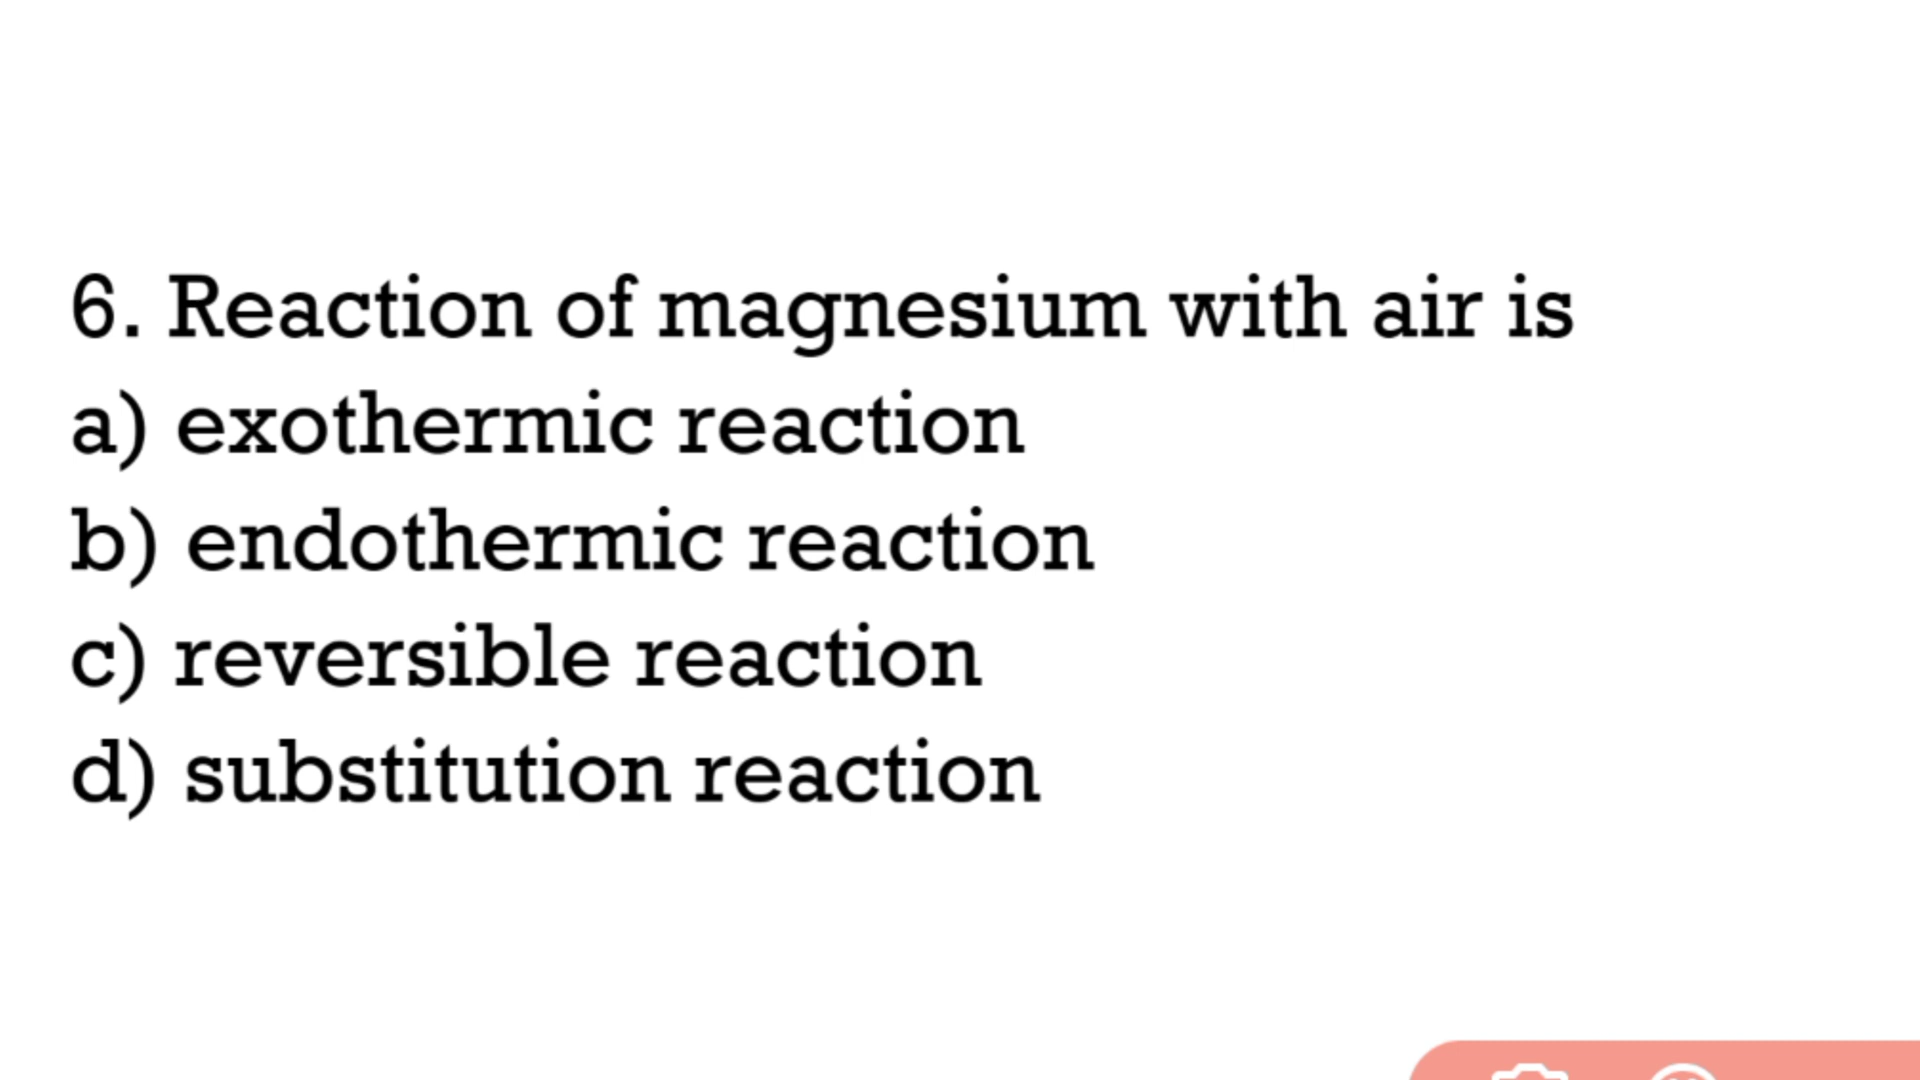 6. Reaction of magnesium with air is
a) exothermic reaction
b) endothermic reaction
c) reversible reaction
d) substitution reaction